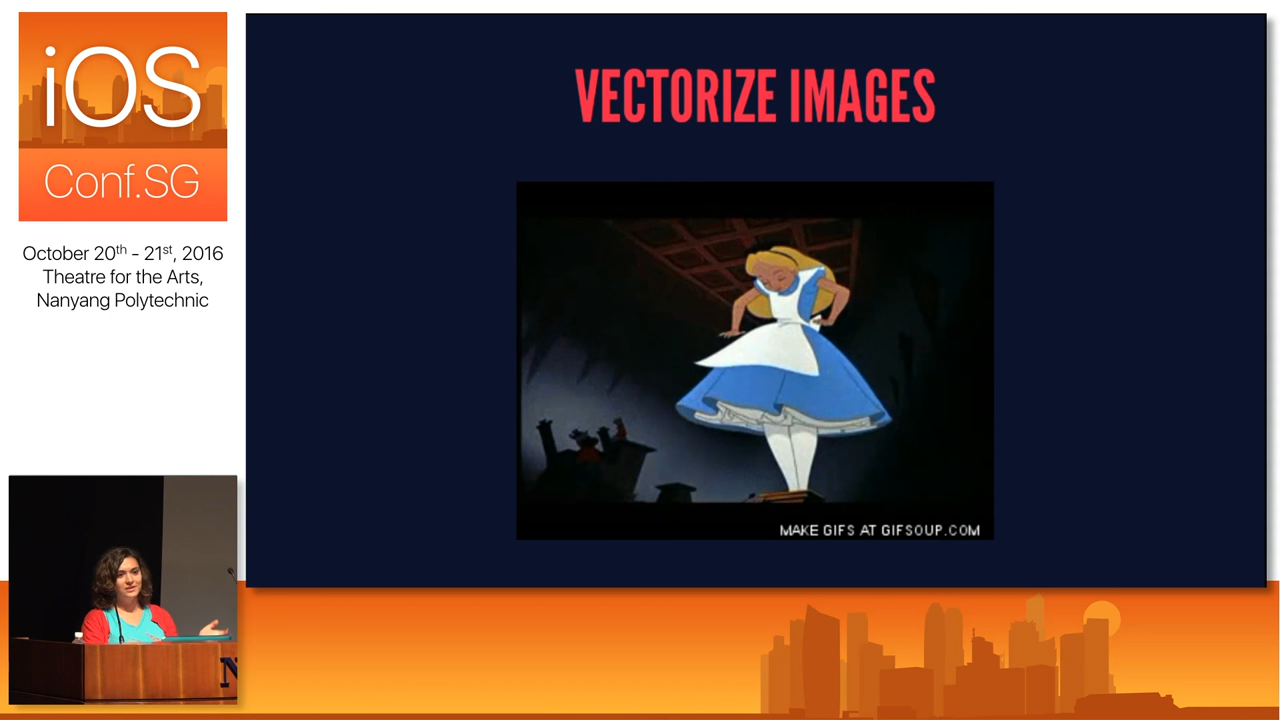 iOS
Conf.SG
October 20th - 21st, 2016
Theatre for the Arts,
Nanyang Polytechnic
VECTORIZE IMAGES
MAKE GIFS AT GIFSOUP.COM
N